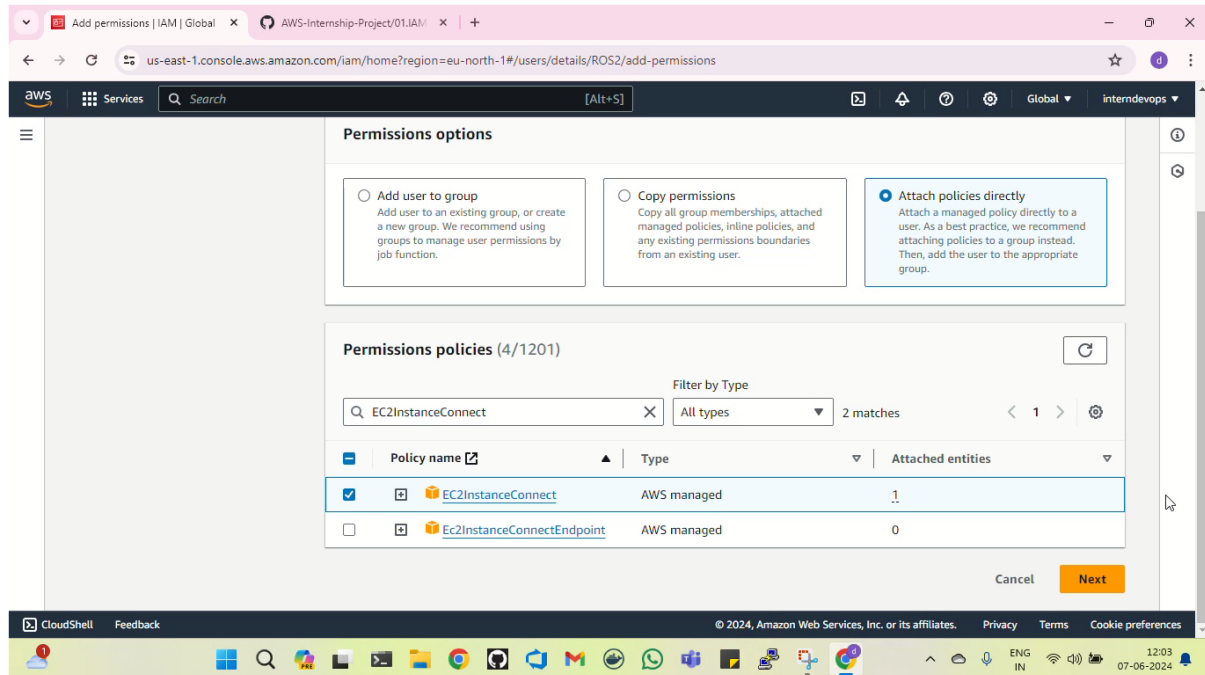 Add permissions | IAM | Global
AWS-Internship-Project/01.IAM
us-east-1.console.aws.amazon.com/iam/home?region=eu-north-1#/users/details/ROS2/add-permissions
d
aws
Services
Search
[Alt+S]
Global
interndevops
Permissions options
Add user to group
Add user to an existing group, or create
a new group. We recommend using
groups to manage user permissions by
job function.
Copy permissions
Copy all group memberships, attached
managed policies, inline policies, and
any existing permissions boundaries
from an existing user.
Attach policies directly
Attach a managed policy directly to a
user. As a best practice, we recommend
attaching policies to a group instead.
Then, add the user to the appropriate
group.
Permissions policies (4/1201)
Filter by Type
EC2InstanceConnect
All types
2 matches
1
Policy name
Type
Attached entities
EC2InstanceConnect
AWS managed
1
Ec2InstanceConnectEndpoint
AWS managed
0
Cancel
Next
CloudShell
Feedback
© 2024, Amazon Web Services, Inc. or its affiliates.
Privacy
Terms
Cookie preferences
1
PRE
d
ENG
IN
12:03
07-06-2024